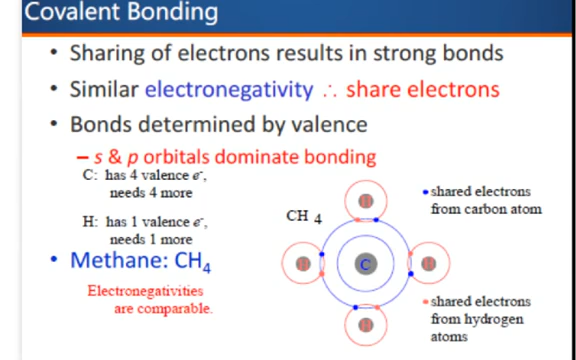 Covalent Bonding
• Sharing of electrons results in strong bonds
• Similar electronegativity ∴ share electrons
• Bonds determined by valence
– s & p orbitals dominate bonding
C: has 4 valence e⁻,
needs 4 more
H: has 1 valence e⁻,
needs 1 more
• Methane: CH₄
Electronegativities
are comparable.
CH 4
H
H
C
H
H
• shared electrons
from carbon atom
• shared electrons
from hydrogen
atoms